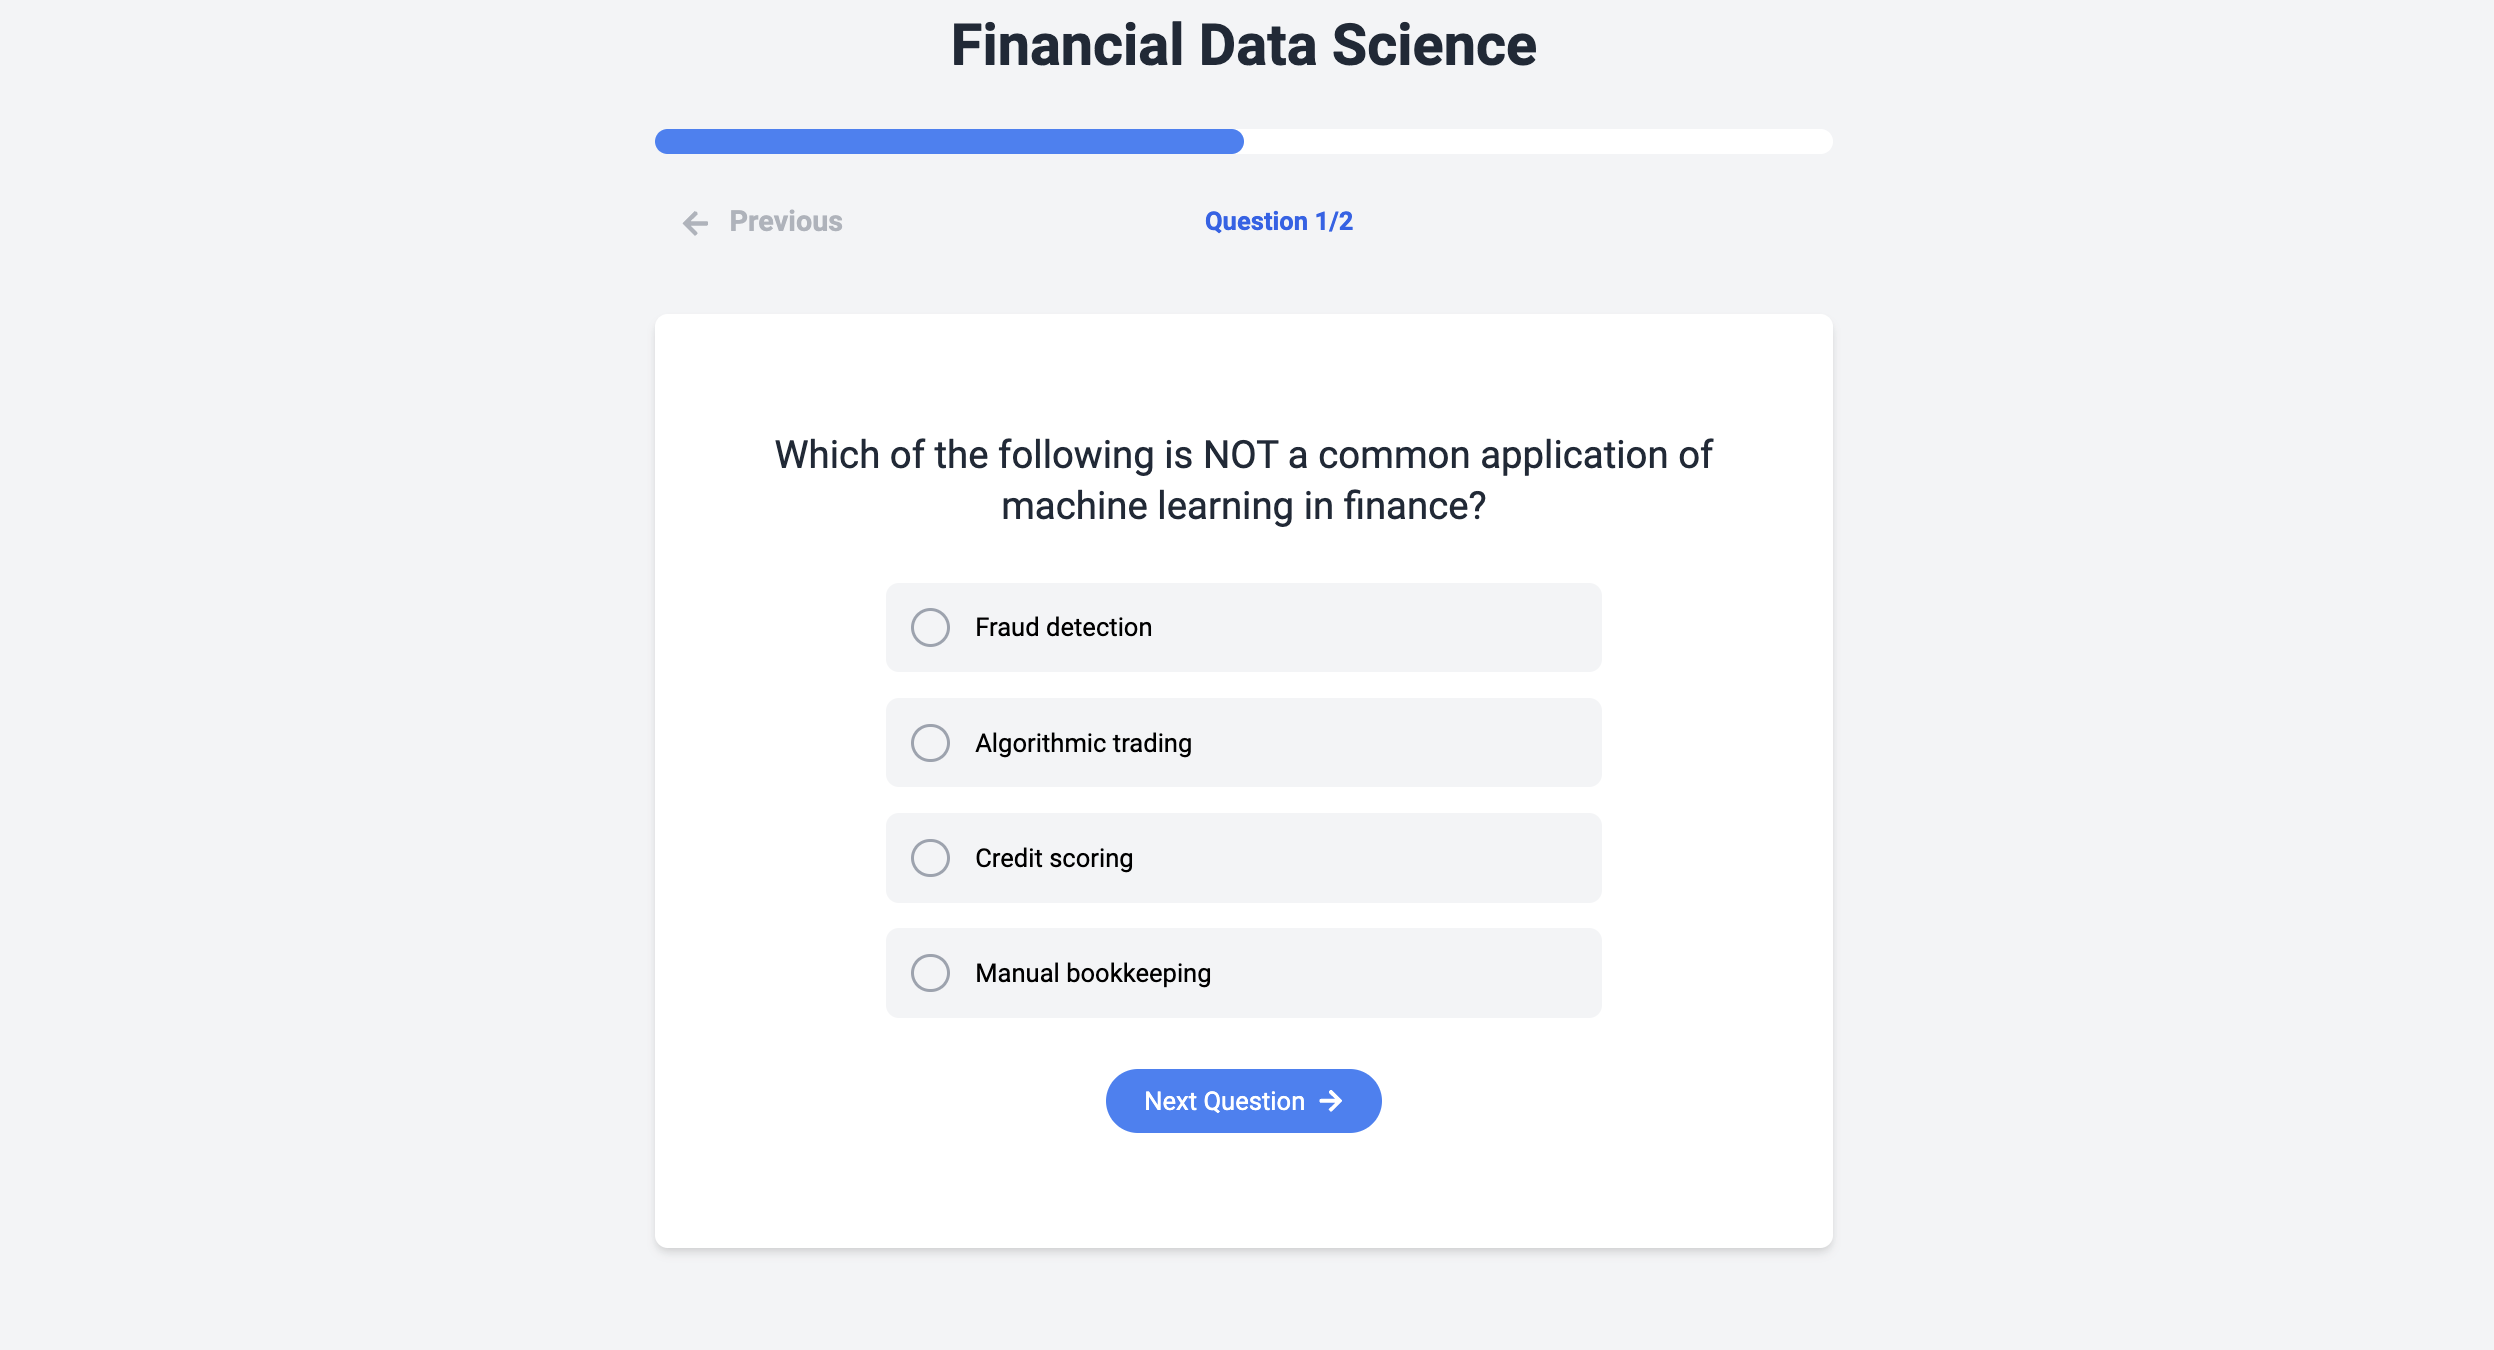 Financial Data Science
Previous
Question 1/2
Which of the following is NOT a common application of
machine learning in finance?
Fraud detection
Algorithmic trading
Credit scoring
Manual bookkeeping
Next Question